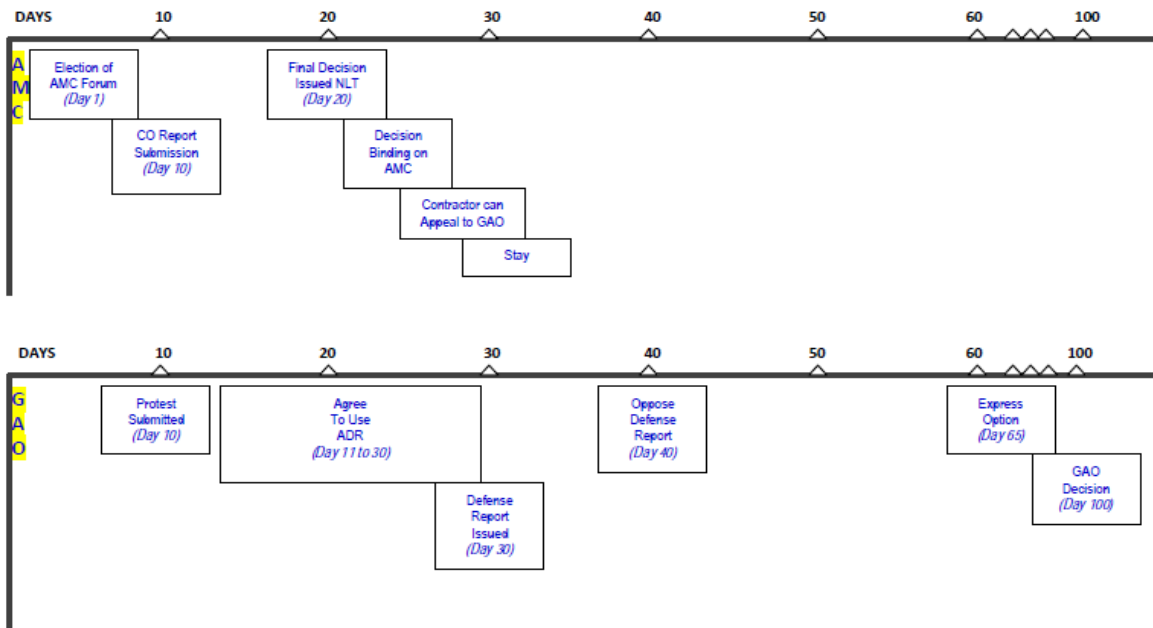 DAYS 10 20 30 40 50 60 100
A
M
C
Election of
AMC Forum
(Day 1)
CO Report
Submission
(Day 10)
Final Decision
Issued NLT
(Day 20)
Decision
Binding on
AMC
Contractor can
Appeal to GAO
Stay
DAYS 10 20 30 40 50 60 100
G
A
O
Protest
Submitted
(Day 10)
Agree
To Use
ADR
(Day 11 to 30)
Defense
Report
Issued
(Day 30)
Oppose
Defense
Report
(Day 40)
Express
Option
(Day 65)
GAO
Decision
(Day 100)